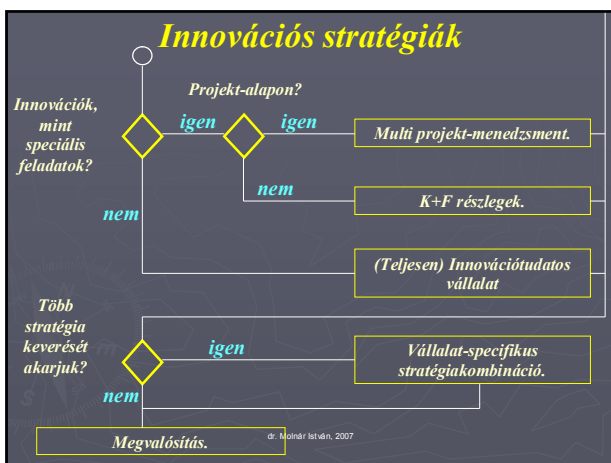 Innovációs stratégiák
Projekt-alapon?
Innovációk,
mint
speciális
feladatok?
igen
igen
Multi projekt-menedzsment.
nem
K+F részlegek.
nem
(Teljesen) Innovációtudatos
vállalat
Több
stratégia
keverését
akarjuk?
igen
Vállalat-specifikus
stratégiakombináció.
nem
Megvalósítás.
dr. Molnár István, 2007